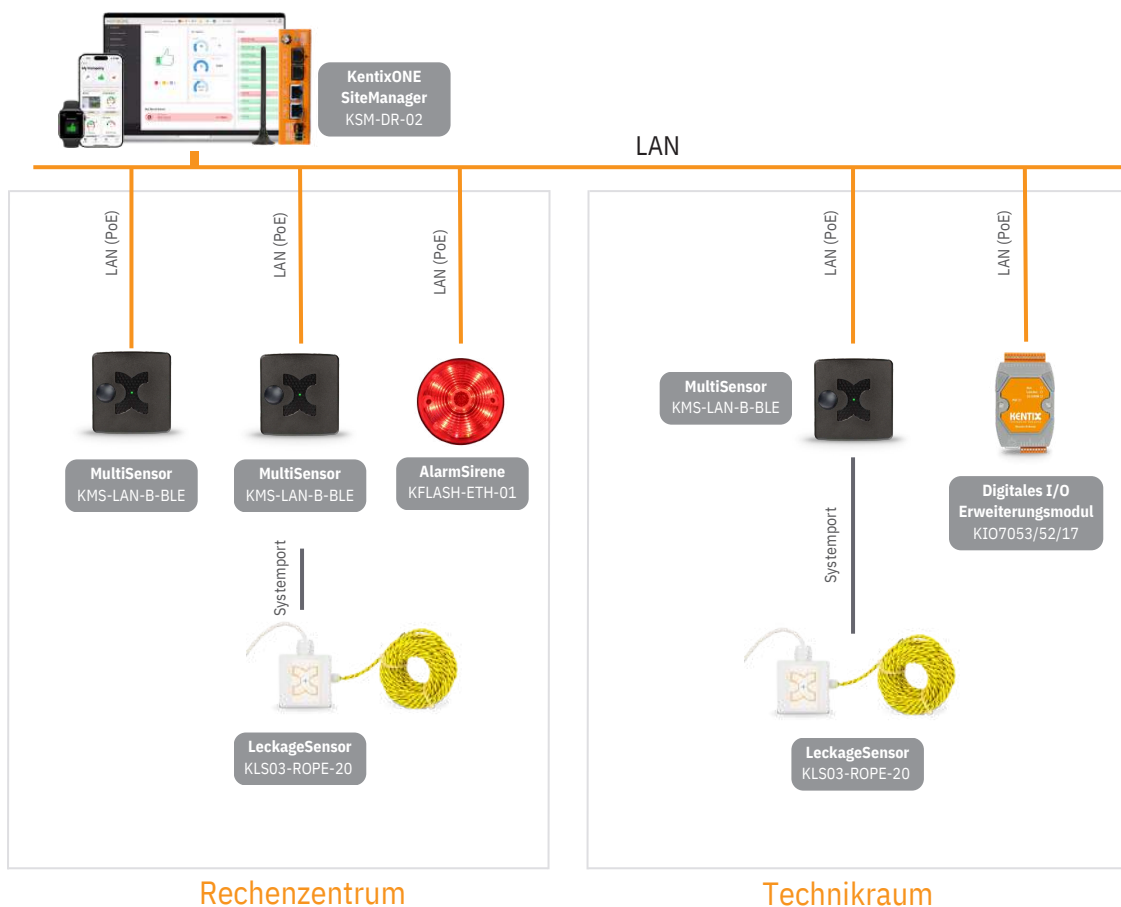 KentixONE
SiteManager
KSM-DR-02
LAN
LAN (PoE)
LAN (PoE)
LAN (PoE)
LAN (PoE)
LAN (PoE)
MultiSensor
KMS-LAN-B-BLE
MultiSensor
KMS-LAN-B-BLE
AlarmSirene
KFLASH-ETH-01
MultiSensor
KMS-LAN-B-BLE
KENTIX
Digitales I/O
Erweiterungsmodul
KIO7053/52/17
Systemport
Systemport
LeckageSensor
KLS03-ROPE-20
LeckageSensor
KLS03-ROPE-20
Rechenzentrum
Technikraum